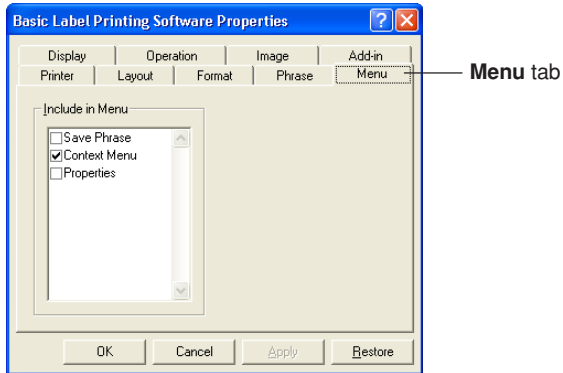 Basic Label Printing Software Properties
Display Operation Image Add-in
Printer Layout Format Phrase Menu
Menu tab
Include in Menu
Save Phrase
Context Menu
Properties
OK Cancel Apply Restore